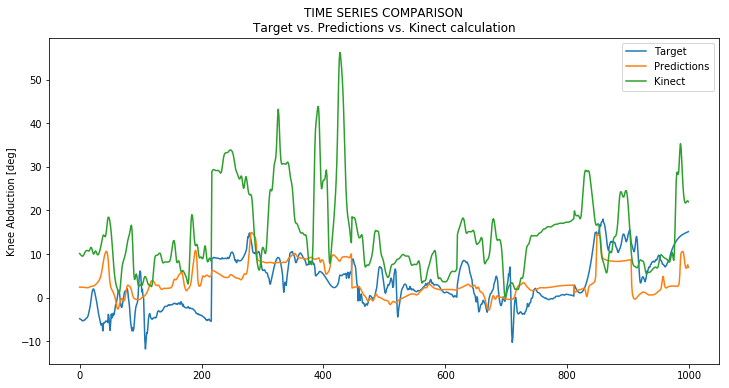 TIME SERIES COMPARISON
Target vs. Predictions vs. Kinect calculation
Target
Predictions
Kinect
Knee Abduction [deg]
50
40
30
20
10
0
−10
0
200
400
600
800
1000